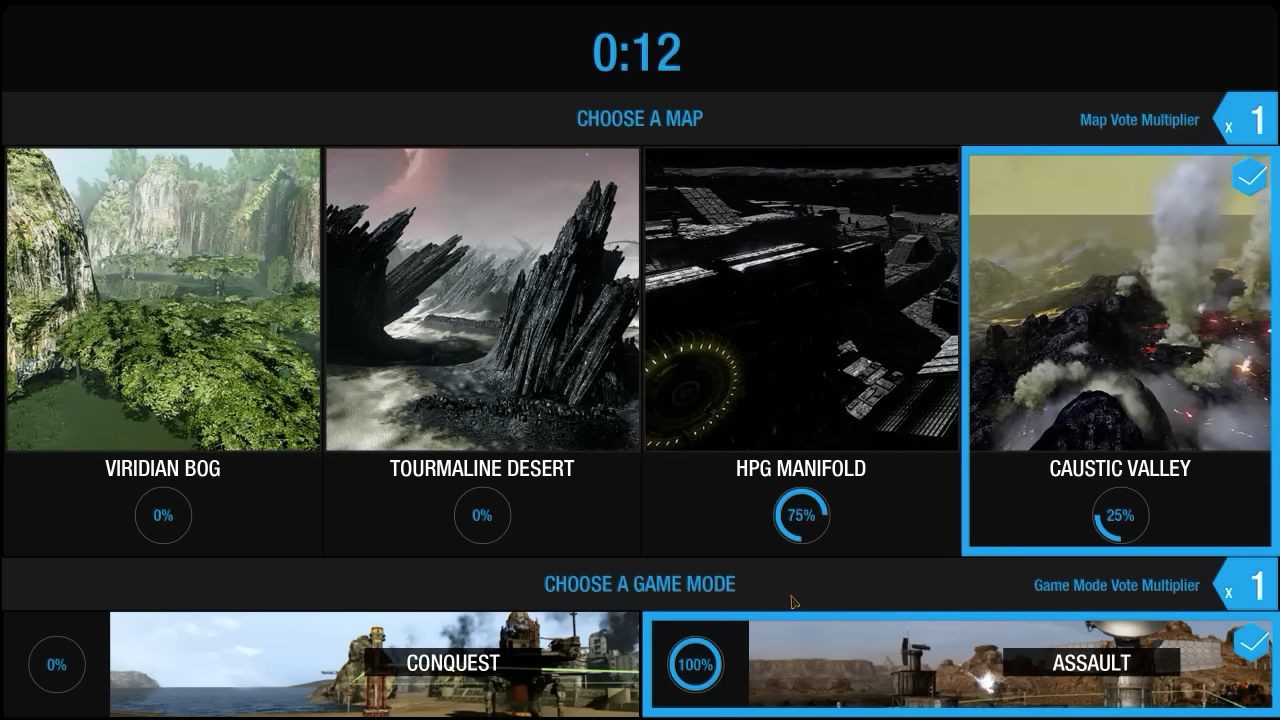 0:12
CHOOSE A MAP
Map Vote Multiplier
x 1
VIRIDIAN BOG
TOURMALINE DESERT
HPG MANIFOLD
CAUSTIC VALLEY
0%
0%
75%
25%
CHOOSE A GAME MODE
Game Mode Vote Multiplier
x 1
0%
CONQUEST
100%
ASSAULT